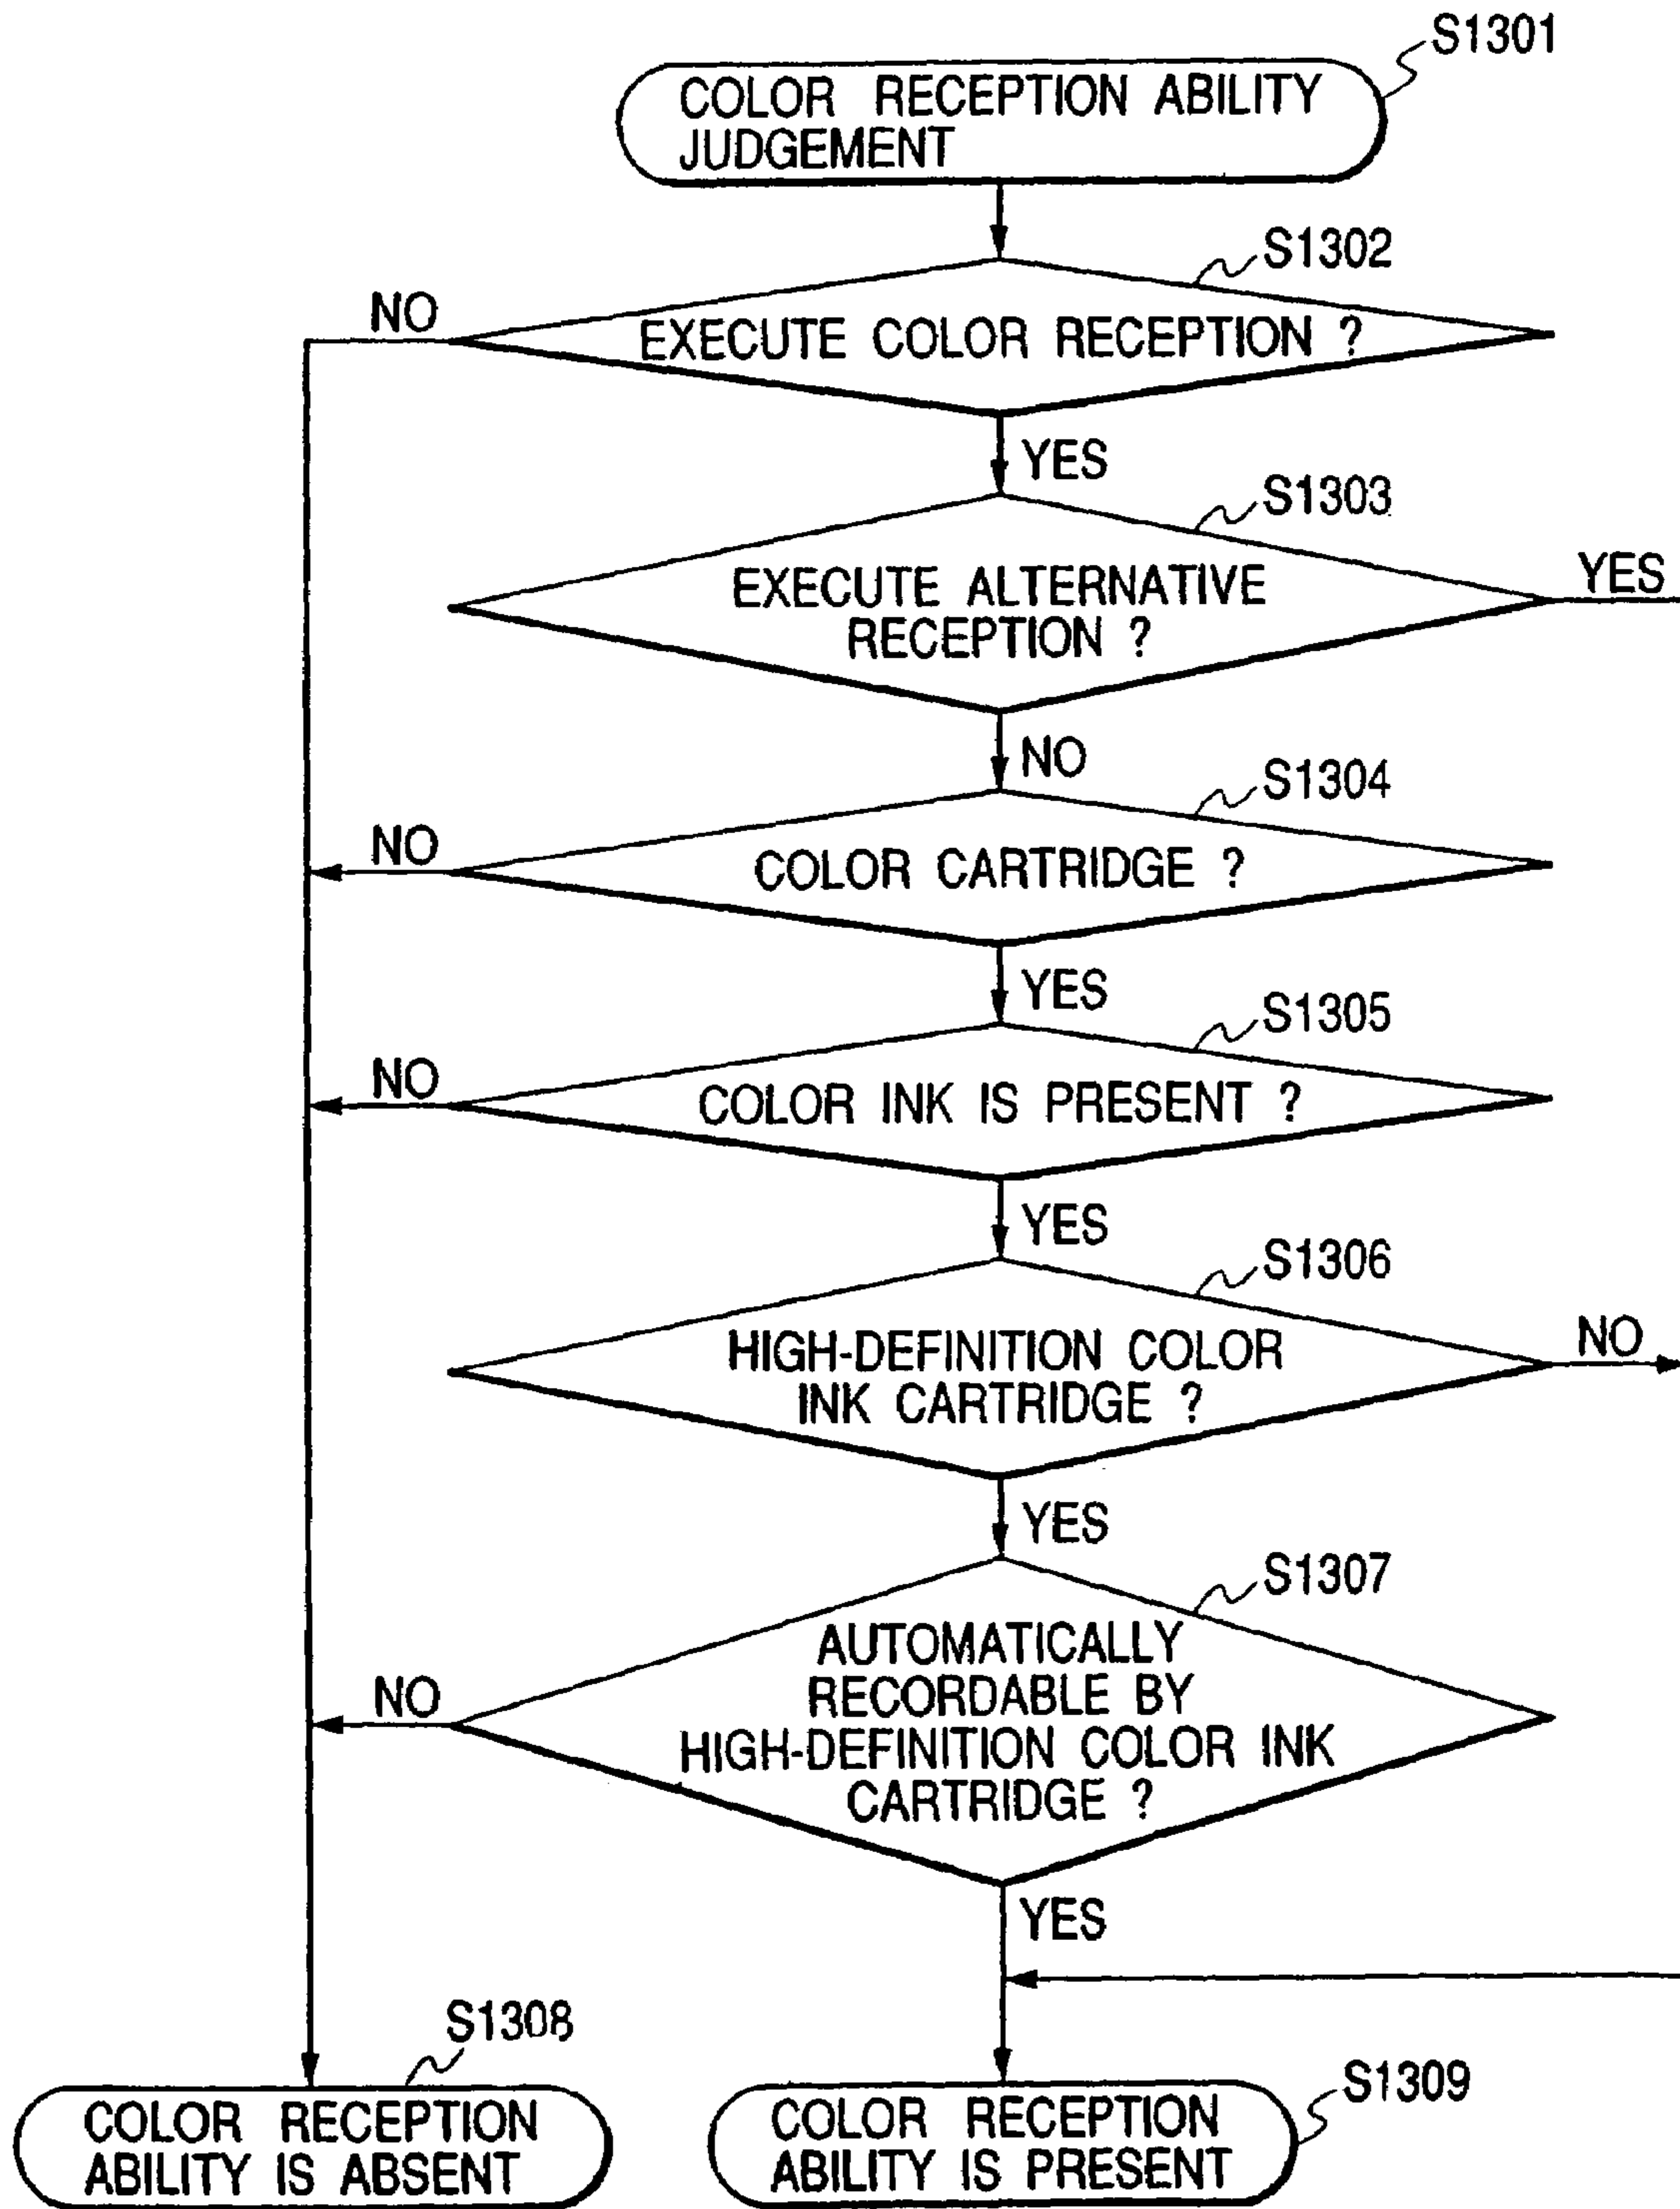 S1301
COLOR RECEPTION ABILITY
JUDGEMENT
S1302
NO
EXECUTE COLOR RECEPTION ?
YES
S1303
YES
EXECUTE ALTERNATIVE
RECEPTION ?
NO
S1304
NO
COLOR CARTRIDGE ?
YES
S1305
NO
COLOR INK IS PRESENT ?
YES
S1306
NO
HIGH-DEFINITION COLOR
INK CARTRIDGE ?
YES
S1307
NO
AUTOMATICALLY
RECORDABLE BY
HIGH-DEFINITION COLOR INK
CARTRIDGE ?
YES
S1308
COLOR RECEPTION
ABILITY IS ABSENT
S1309
COLOR RECEPTION
ABILITY IS PRESENT